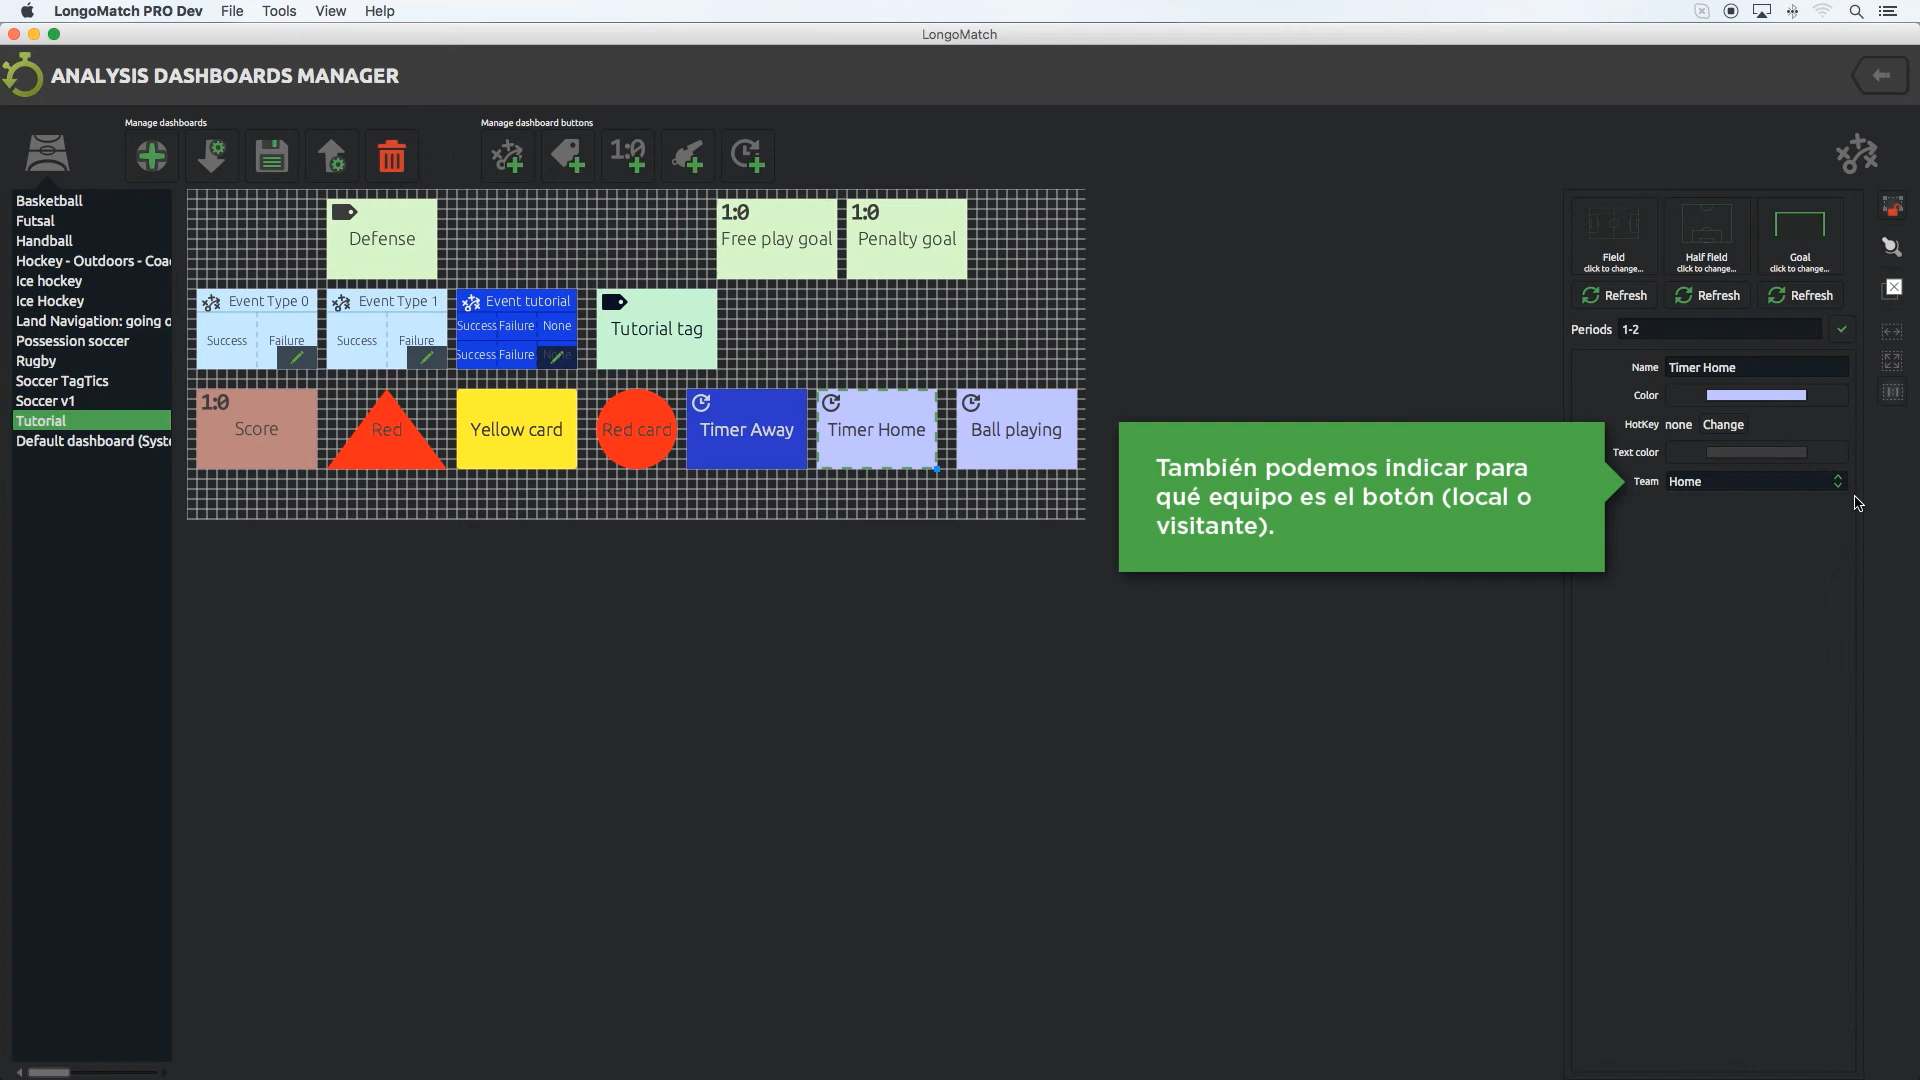 LongoMatch PRO Dev File Tools View Help
LongoMatch
ANALYSIS DASHBOARDS MANAGER
Manage dashboards
Manage dashboard buttons
1:0
Basketball
Futsal
Handball
Hockey - Outdoors - Coa
Ice hockey
Ice Hockey
Land Navigation: going o
Possession soccer
Rugby
Soccer TagTics
Soccer v1
Tutorial
Default dashboard (Syste
Defense
1:0
Free play goal
1:0
Penalty goal
Event Type 0
Success Failure
Event Type 1
Success Failure
Event tutorial
Success Failure None
Success Failure None
Tutorial tag
1:0
Score
Red
Yellow card
Red card
Timer Away
Timer Home
Ball playing
También podemos indicar para
qué equipo es el botón (local o
visitante).
Field
click to change...
Half field
click to change...
Goal
click to change...
Refresh Refresh Refresh
Periods 1-2
Name Timer Home
Color
HotKey none Change
Text color
Team Home